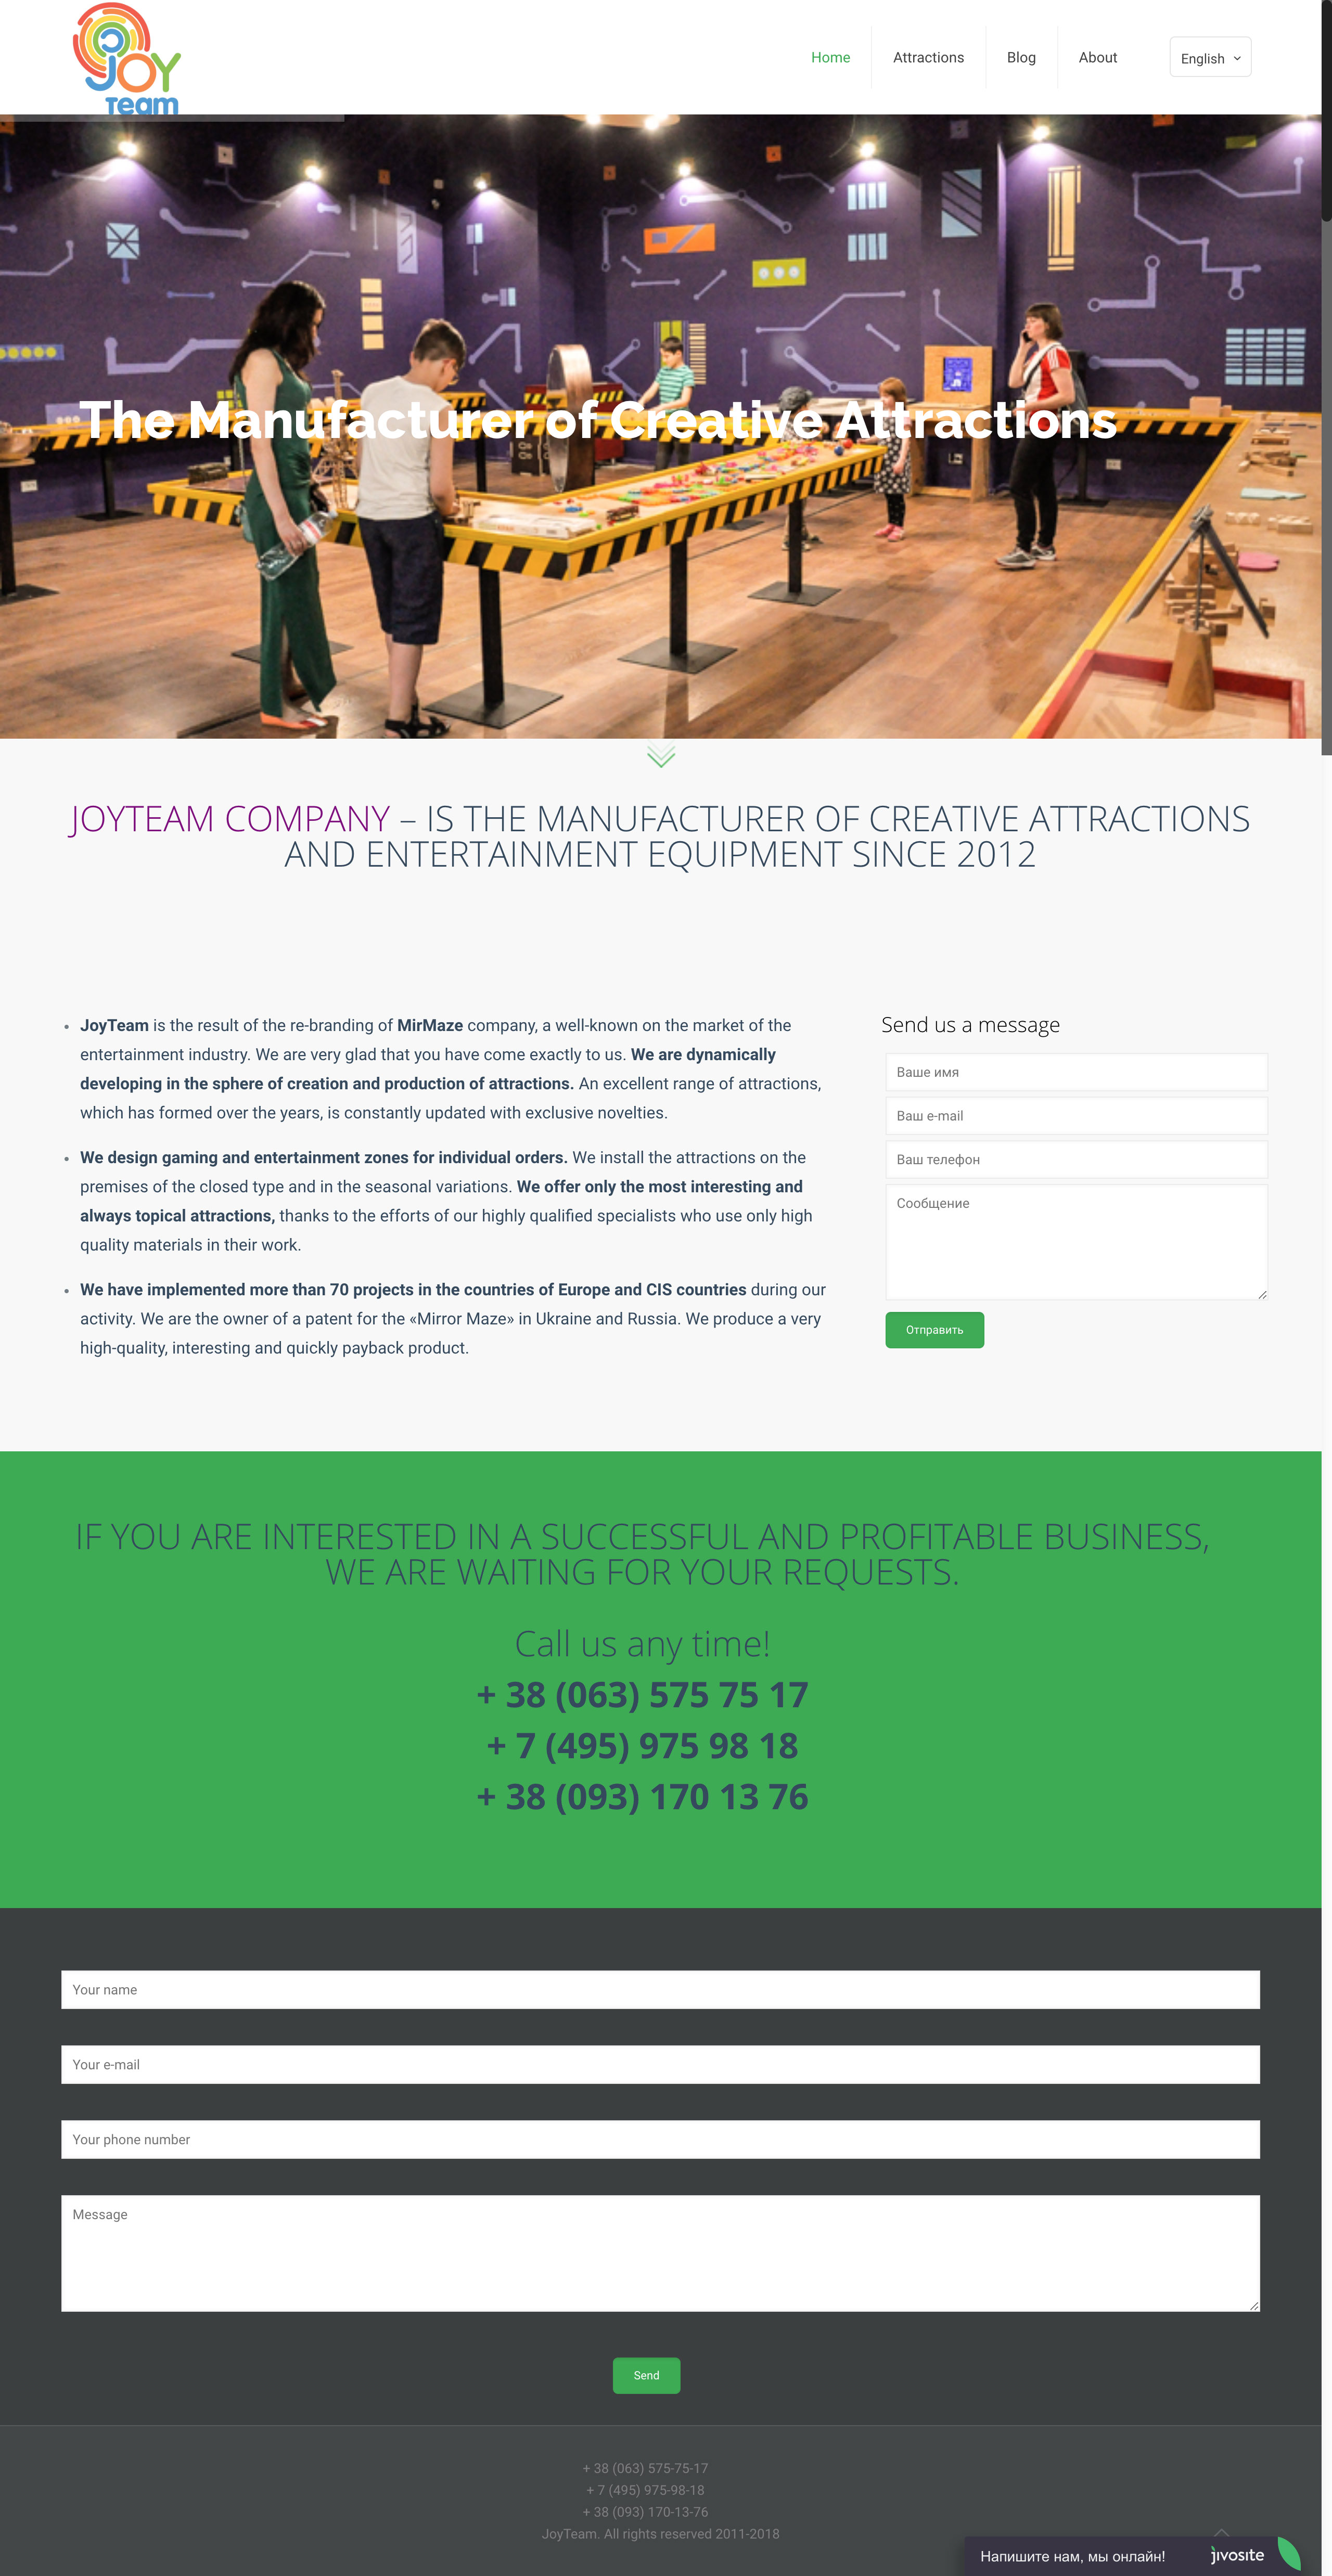 JOY
Team
Home
Attractions
Blog
About
English
The Manufacturer of Creative Attractions
JOYTEAM COMPANY – IS THE MANUFACTURER OF CREATIVE ATTRACTIONS
AND ENTERTAINMENT EQUIPMENT SINCE 2012
JoyTeam is the result of the re-branding of MirMaze company, a well-known on the market of the
entertainment industry. We are very glad that you have come exactly to us. We are dynamically
developing in the sphere of creation and production of attractions. An excellent range of attractions,
which has formed over the years, is constantly updated with exclusive novelties.
We design gaming and entertainment zones for individual orders. We install the attractions on the
premises of the closed type and in the seasonal variations. We offer only the most interesting and
always topical attractions, thanks to the efforts of our highly qualified specialists who use only high
quality materials in their work.
We have implemented more than 70 projects in the countries of Europe and CIS countries during our
activity. We are the owner of a patent for the «Mirror Maze» in Ukraine and Russia. We produce a very
high-quality, interesting and quickly payback product.
Send us a message
Ваше имя
Ваш e-mail
Ваш телефон
Сообщение
Отправить
IF YOU ARE INTERESTED IN A SUCCESSFUL AND PROFITABLE BUSINESS,
WE ARE WAITING FOR YOUR REQUESTS.
Call us any time!
+ 38 (063) 575 75 17
+ 7 (495) 975 98 18
+ 38 (093) 170 13 76
Your name
Your e-mail
Your phone number
Message
Send
+ 38 (063) 575-75-17
+ 7 (495) 975-98-18
+ 38 (093) 170-13-76
JoyTeam. All rights reserved 2011-2018
Напишите нам, мы онлайн!
jivosite